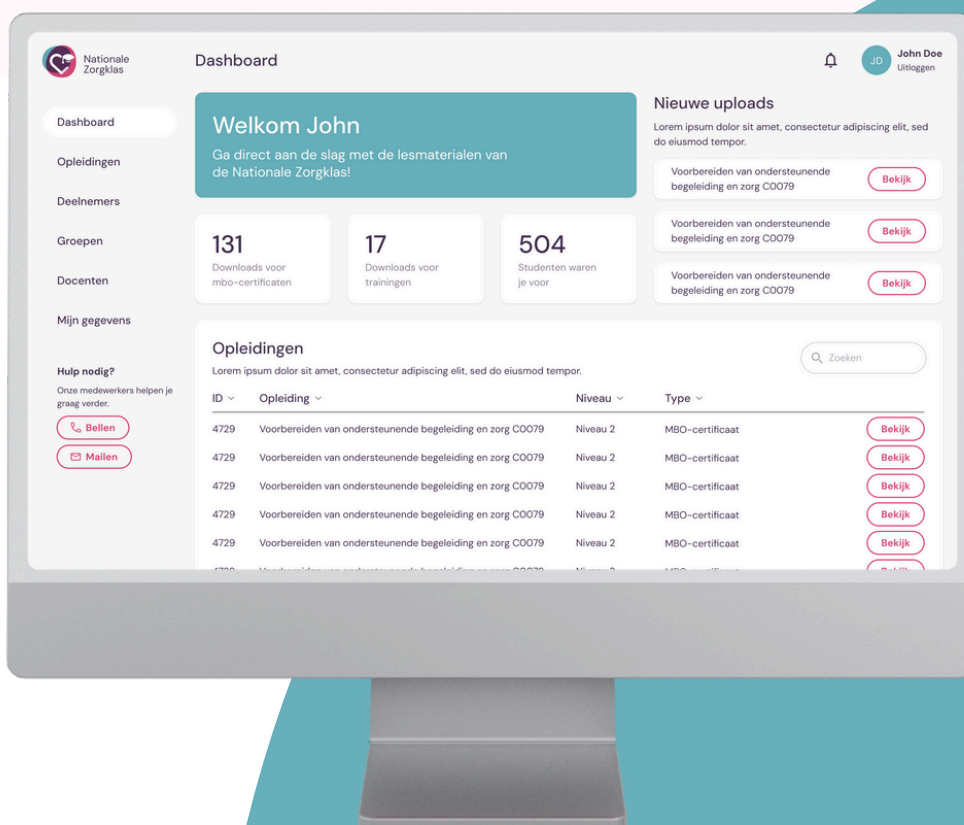 Nationale
Zorgklas
Dashboard
JD
John Doe
Uitloggen
Dashboard
Opleidingen
Deelnemers
Groepen
Docenten
Mijn gegevens
Hulp nodig?
Onze medewerkers helpen je
graag verder.
Bellen
Mailen
Welkom John
Ga direct aan de slag met de lesmaterialen van
de Nationale Zorgklas!
131
Downloads voor
mbo-certificaten
17
Downloads voor
trainingen
504
Studenten waren
je voor
Nieuwe uploads
Lorem ipsum dolor sit amet, consectetur adipiscing elit, sed
do eiusmod tempor.
Voorbereiden van ondersteunende
begeleiding en zorg C0079
Bekijk
Voorbereiden van ondersteunende
begeleiding en zorg C0079
Bekijk
Voorbereiden van ondersteunende
begeleiding en zorg C0079
Bekijk
Opleidingen
Lorem ipsum dolor sit amet, consectetur adipiscing elit, sed do eiusmod tempor.
Zoeken
ID Opleiding Niveau Type
4729 Voorbereiden van ondersteunende begeleiding en zorg C0079 Niveau 2 MBO-certificaat Bekijk
4729 Voorbereiden van ondersteunende begeleiding en zorg C0079 Niveau 2 MBO-certificaat Bekijk
4729 Voorbereiden van ondersteunende begeleiding en zorg C0079 Niveau 2 MBO-certificaat Bekijk
4729 Voorbereiden van ondersteunende begeleiding en zorg C0079 Niveau 2 MBO-certificaat Bekijk
4729 Voorbereiden van ondersteunende begeleiding en zorg C0079 Niveau 2 MBO-certificaat Bekijk